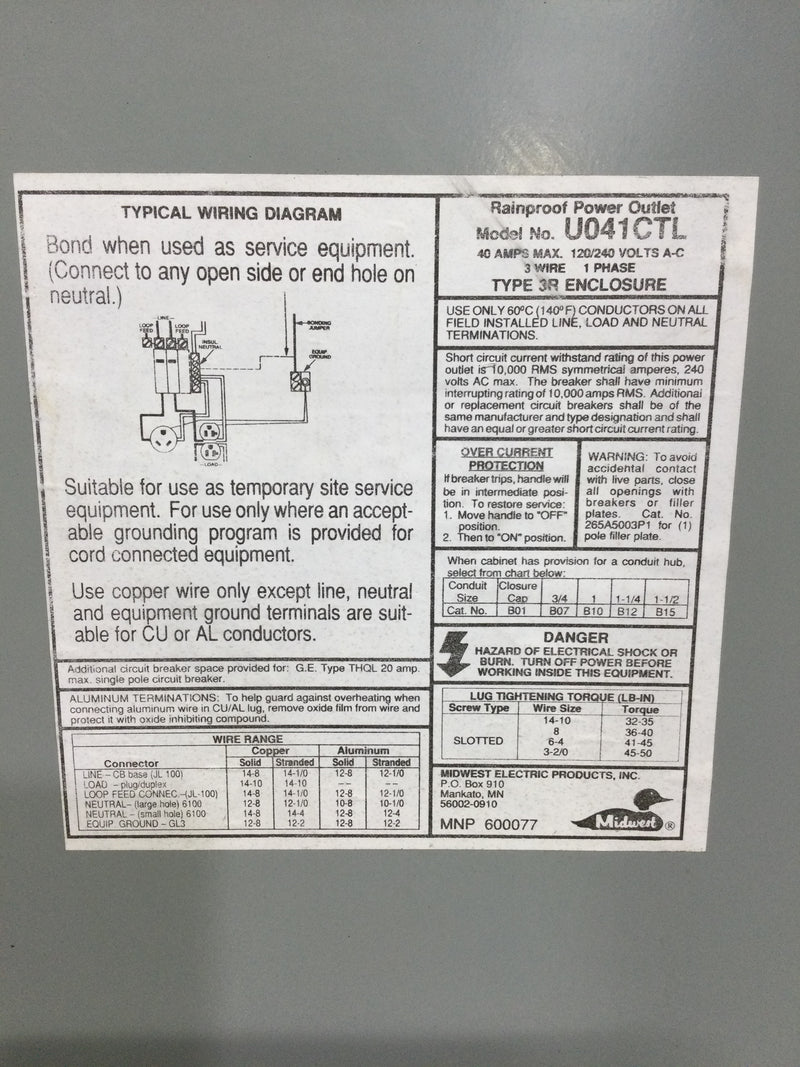 TYPICAL WIRING DIAGRAM
Bond when used as service equipment.
(Connect to any open side or end hole on
neutral.)
LINE
LOOP FEED
LOOP FEED
INSUL NEUTRAL
BONDING JUMPER
EQUIP GROUND
LOAD
Suitable for use as temporary site service
equipment. For use only where an accept-
able grounding program is provided for
cord connected equipment.
Use copper wire only except line, neutral
and equipment ground terminals are suit-
able for CU or AL conductors.
Additional circuit breaker space provided for: G.E. Type THQL 20 amp.
max. single pole circuit breaker.
ALUMINUM TERMINATIONS: To help guard against overheating when
connecting aluminum wire in CU/AL lug, remove oxide film from wire and
protect it with oxide inhibiting compound.
WIRE RANGE
Copper Aluminum
Connector Solid Stranded Solid Stranded
LINE – CB base (JL 100) 14-8 14-1/0 12-8 12-1/0
LOAD – plug/duplex 14-10 14-10 –– ––
LOOP FEED CONNEC.–(JL-100) 14-8 14-1/0 12-8 12-1/0
NEUTRAL – (large hole) 6100 12-8 12-1/0 10-8 10-1/0
NEUTRAL – (small hole) 6100 14-8 14-4 12-8 12-4
EQUIP GROUND – GL3 12-8 12-2 12-8 12-2
Rainproof Power Outlet
Model No. U041CTL
40 AMPS MAX. 120/240 VOLTS A-C
3 WIRE 1 PHASE
TYPE 3R ENCLOSURE
USE ONLY 60°C (140°F) CONDUCTORS ON ALL
FIELD INSTALLED LINE, LOAD AND NEUTRAL
TERMINATIONS.
Short circuit current withstand rating of this power
outlet is 10,000 RMS symmetrical amperes, 240
volts AC max. The breaker shall have minimum
interrupting rating of 10,000 amps RMS. Additional
or replacement circuit breakers shall be of the
same manufacturer and type designation and shall
have an equal or greater short circuit current rating.
OVER CURRENT
PROTECTION
If breaker trips, handle will
be in intermediate posi-
tion. To restore service:
1. Move handle to "OFF"
position.
2. Then to "ON" position.
WARNING: To avoid
accidental contact
with live parts, close
all openings with
breakers or filler
plates. Cat. No.
265A5003P1 for (1)
pole filler plate.
When cabinet has provision for a conduit hub,
select from chart below:
Conduit Size Closure Cap 3/4 1 1-1/4 1-1/2
Cat. No. B01 B07 B10 B12 B15
DANGER
HAZARD OF ELECTRICAL SHOCK OR
BURN. TURN OFF POWER BEFORE
WORKING INSIDE THIS EQUIPMENT.
LUG TIGHTENING TORQUE (LB-IN)
Screw Type Wire Size Torque
SLOTTED 14-10 32-35
8 36-40
6-4 41-45
3-2/0 45-50
MIDWEST ELECTRIC PRODUCTS, INC.
P.O. Box 910
Mankato, MN
56002-0910
MNP 600077
Midwest ®